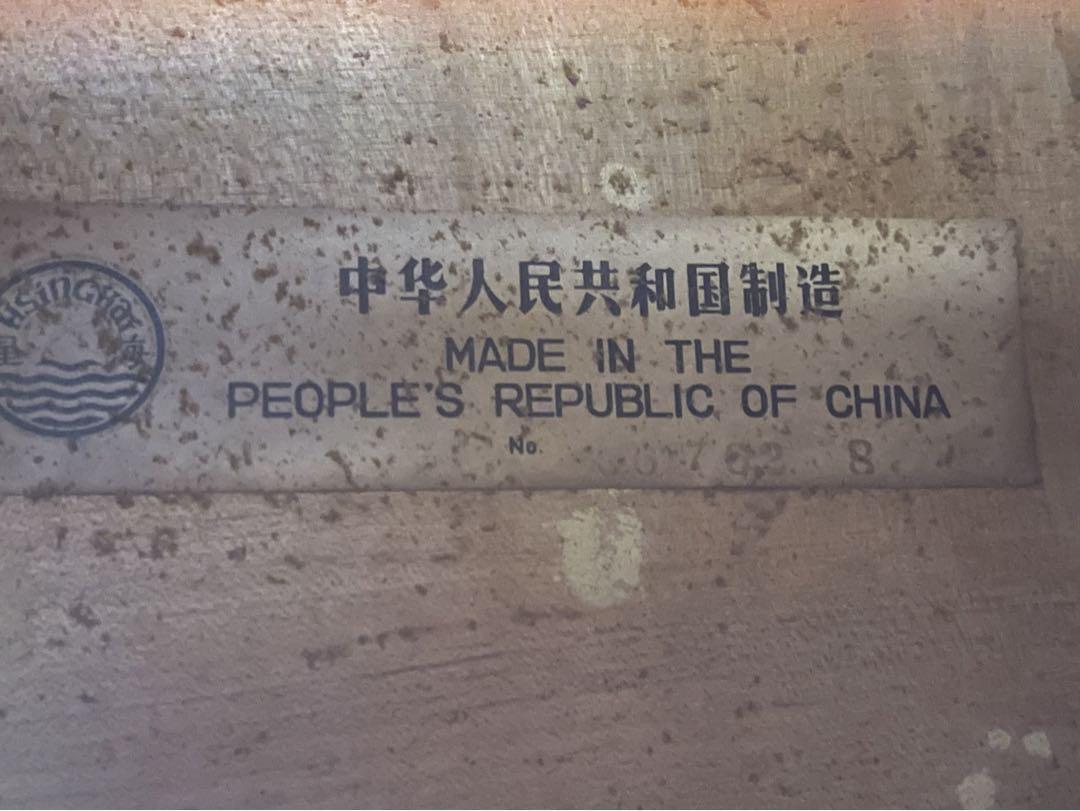 HSINGHAI
星 海
中华人民共和国制造
MADE IN THE
PEOPLE'S REPUBLIC OF CHINA
No.